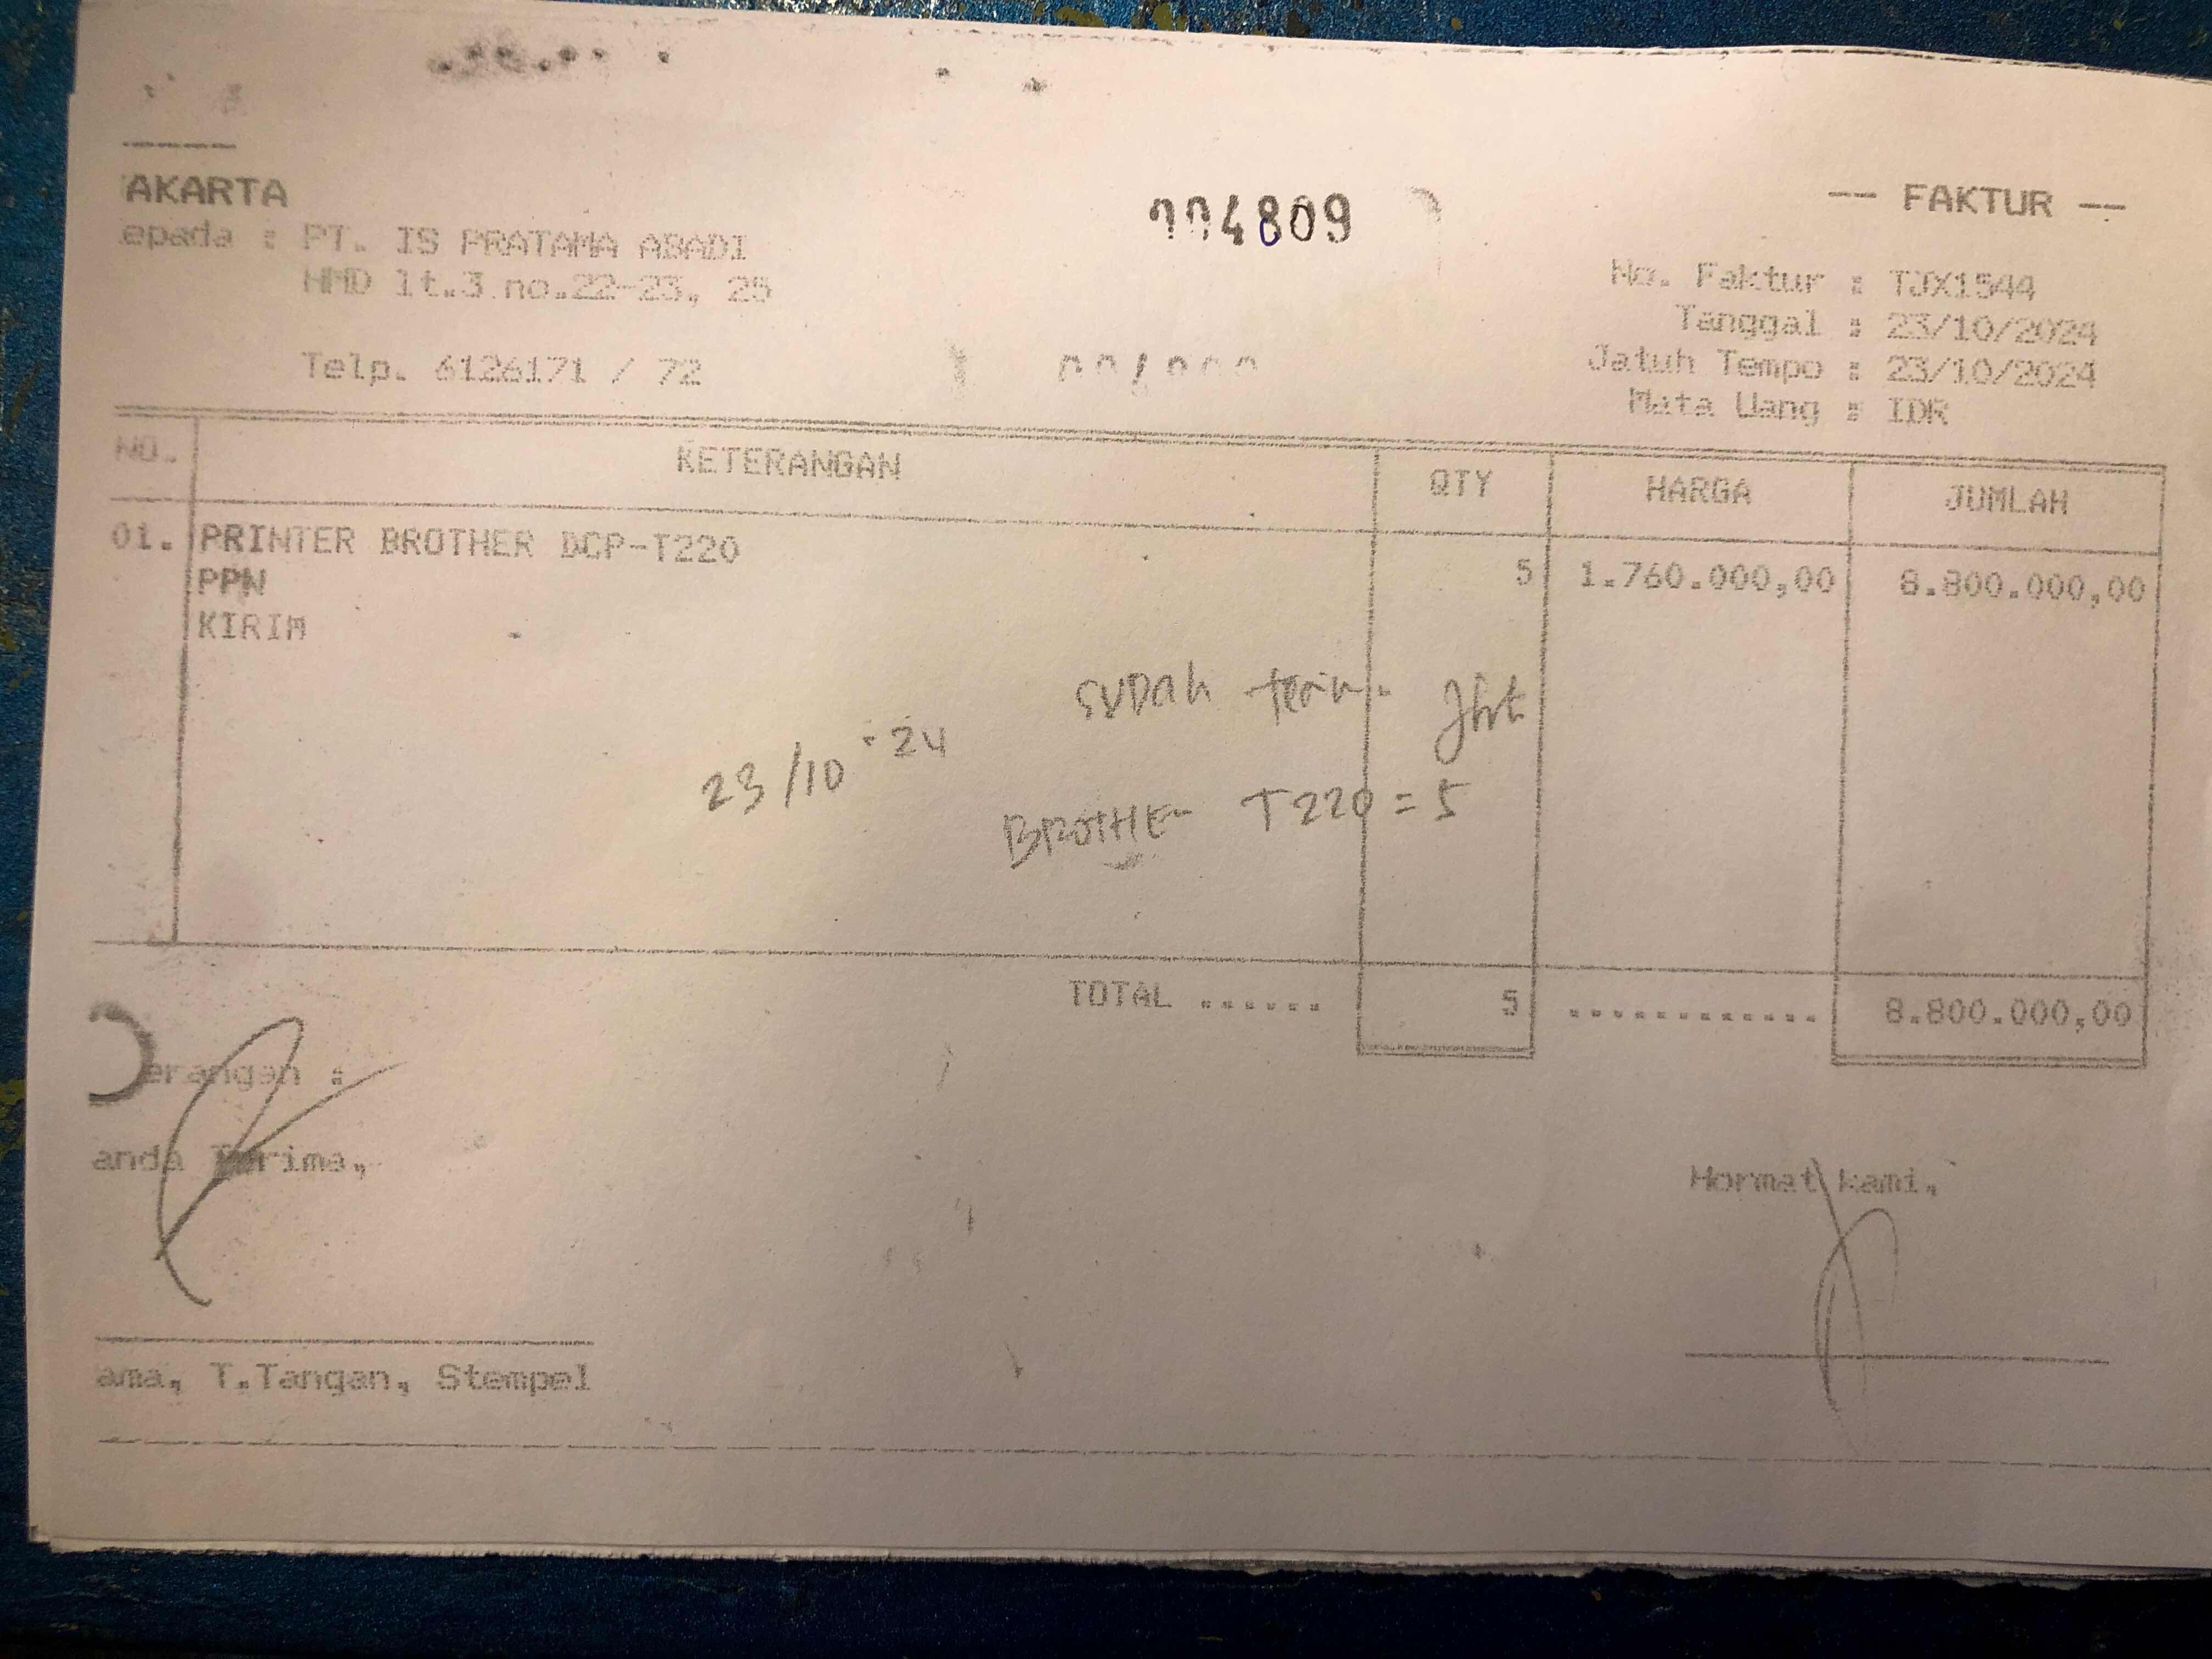 AKARTA
-- FAKTUR --
epada : PT. IS PRATAMA ABADI
4809
HMD lt.3 no.22-23, 25
No. Faktur : TJX1544
Tanggal : 23/10/2024
Telp. 6126171 / 72
Jatuh Tempo : 23/10/2024
Mata Uang : IDR
NO. KETERANGAN QTY HARGA JUMLAH
01. PRINTER BROTHER DCP-T220 5 1.760.000,00 8.800.000,00
PPN
KIRIM
SUDAh
23/10-24
BROTHE T220 = 5
TOTAL ...... 5 ............. 8.800.000,00
erangan :
anda Terima,
Hormat kami,
ama, T.Tangan, Stempel